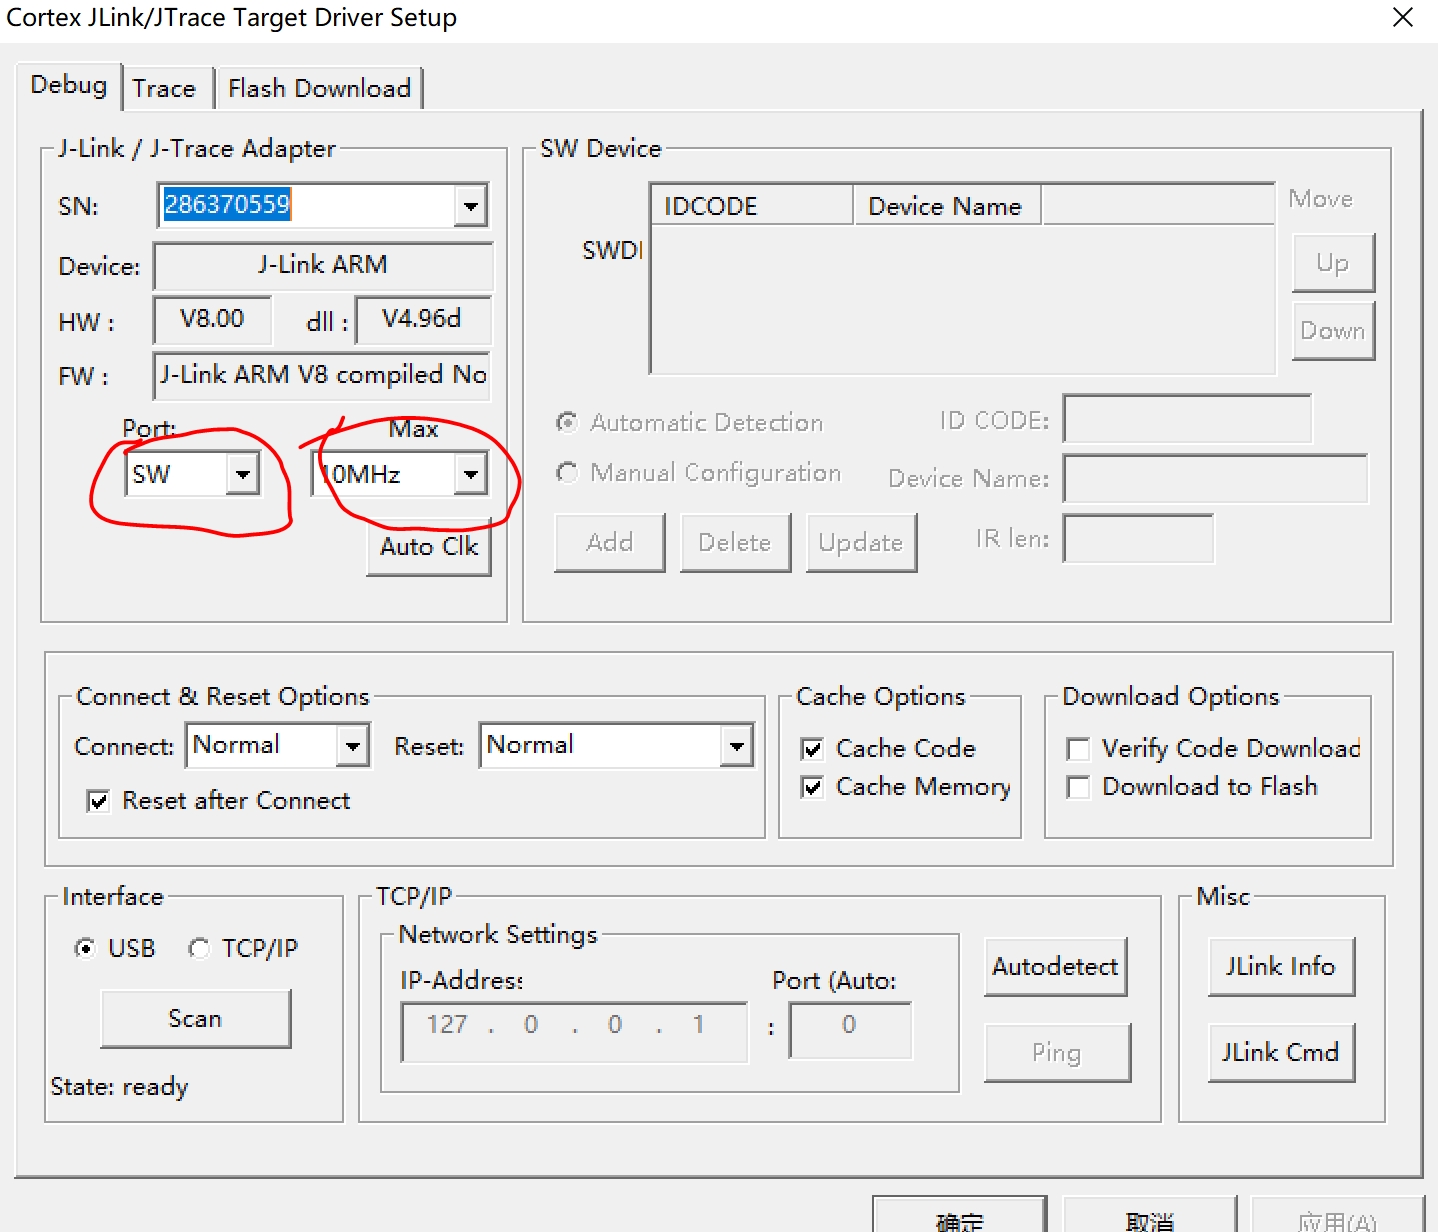 Cortex JLink/JTrace Target Driver Setup
Debug Trace Flash Download
J-Link / J-Trace Adapter
SN: 286370559
Device: J-Link ARM
HW : V8.00 dll : V4.96d
FW : J-Link ARM V8 compiled No
Port: Max
SW 10MHz
Auto Clk
SW Device
IDCODE Device Name
SWDI
Move
Up
Down
Automatic Detection ID CODE:
Manual Configuration Device Name:
Add Delete Update IR len:
Connect & Reset Options
Connect: Normal Reset: Normal
Reset after Connect
Cache Options
Cache Code
Cache Memory
Download Options
Verify Code Download
Download to Flash
Interface
USB TCP/IP
Scan
State: ready
TCP/IP
Network Settings
IP-Address Port (Auto:
127 . 0 . 0 . 1 : 0
Autodetect
Ping
Misc
JLink Info
JLink Cmd
确定 取消 应用(A)